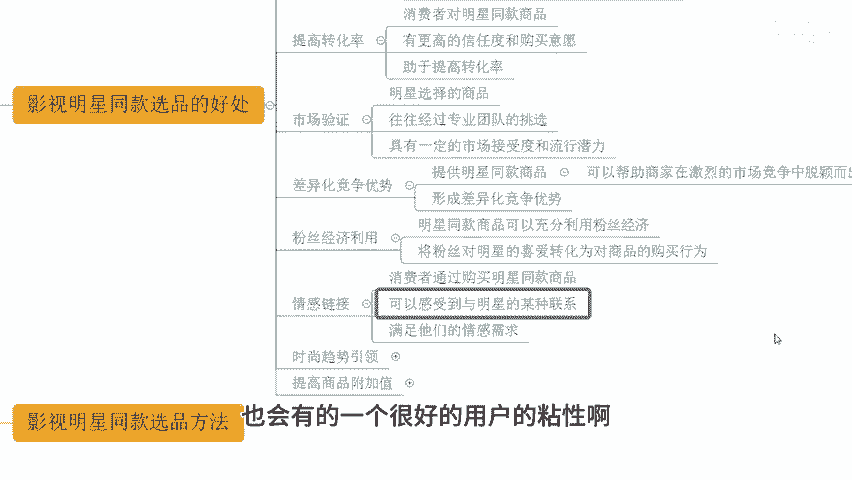 消费者对明星同款商品
提高转化率
有更高的信任度和购买意愿
助于提高转化率
影视明星同款选品的好处
明星选择的商品
市场验证
往往经过专业团队的挑选
具有一定的市场接受度和流行潜力
差异化竞争优势
提供明星同款商品
可以帮助商家在激烈的市场竞争中脱颖而出
形成差异化竞争优势
粉丝经济利用
明星同款商品可以充分利用粉丝经济
将粉丝对明星的喜爱转化为对商品的购买行为
情感链接
消费者通过购买明星同款商品
可以感受到与明星的某种联系
满足他们的情感需求
时尚趋势引领
提高商品附加值
影视明星同款选品方法
也会有的一个很好的用户的粘性啊